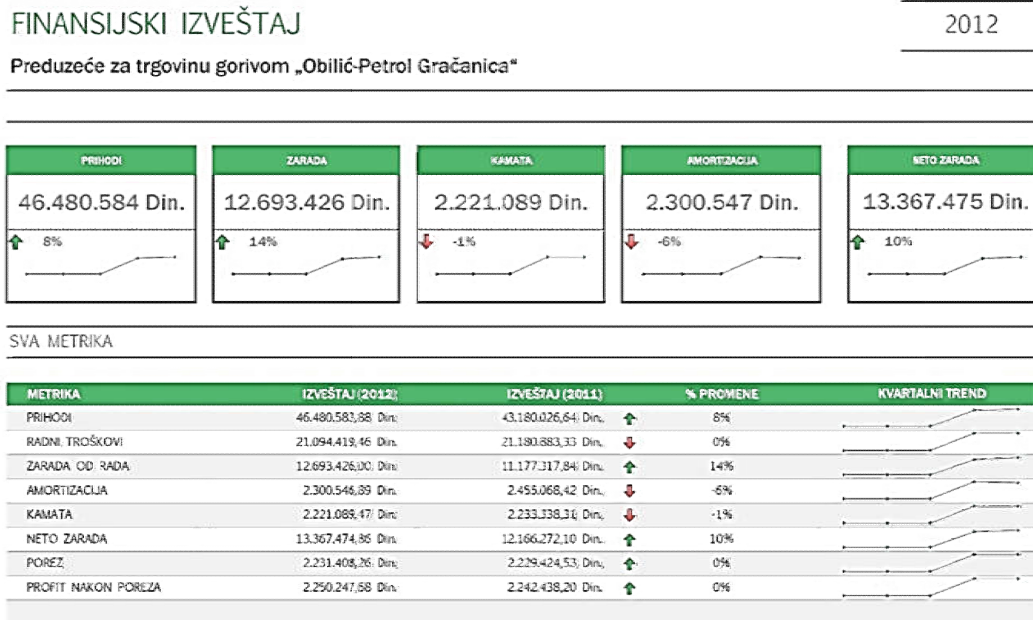 FINANSIJSKI IZVEŠTAJ
2012
Preduzeće za trgovinu gorivom „Obilić-Petrol Gračanica“
PRIHODI ZARADA KAMATA AMORTIZACIJA NETO ZARADA
46.480.584 Din. 12.693.426 Din. 2.221.089 Din. 2.300.547 Din. 13.367.475 Din.
8% 14% -1% -6% 10%
SVA METRIKA
METRIKA IZVEŠTAJ (2012) IZVEŠTAJ (2011) % PROMENE KVARTALNI TREND
PRIHODI 46.480.583,88 Din. 43.180.026,64 Din. 8%
RADNI TROŠKOVI 21.094.419,46 Din. 21.180.883,33 Din. 0%
ZARADA OD RADA 12.693.426,00 Din. 11.177.317,84 Din. 14%
AMORTIZACIJA 2.300.546,89 Din. 2.455.068,42 Din. -6%
KAMATA 2.221.089,47 Din. 2.233.338,31 Din. -1%
NETO ZARADA 13.367.474,86 Din. 12.166.272,10 Din. 10%
POREZ 2.231.408,26 Din. 2.229.424,53 Din. 0%
PROFIT NAKON POREZA 2.250.247,68 Din. 2.242.438,20 Din. 0%